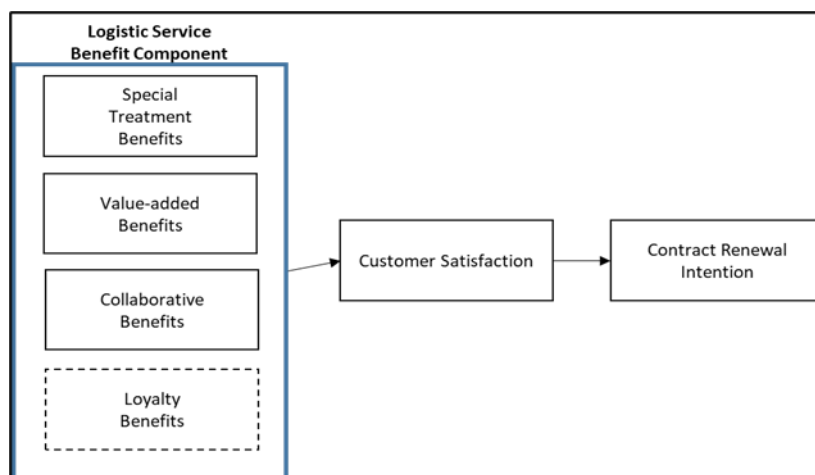 Logistic Service
Benefit Component
Special
Treatment
Benefits
Value-added
Benefits
Collaborative
Benefits
Loyalty
Benefits
Customer Satisfaction
Contract Renewal
Intention